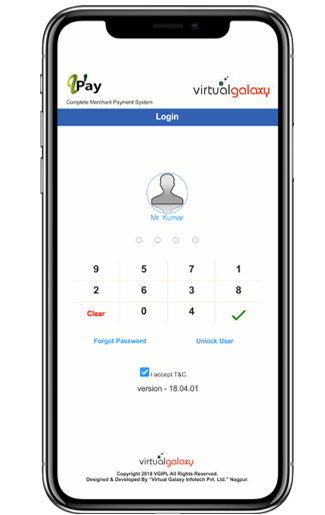 Pay
virtualgalaxy
Complete Merchant Payment System
Login
Mr. Kumar
9 5 7 1
2 6 3 8
Clear 0 4
Forgot Password Unlock User
I accept T&C.
version - 18.04.01
virtualgalaxy
Copyright 2018 VGIPL All Rights Reserved.
Designed & Developed By "Virtual Galaxy Infotech Pvt. Ltd." Nagpur.